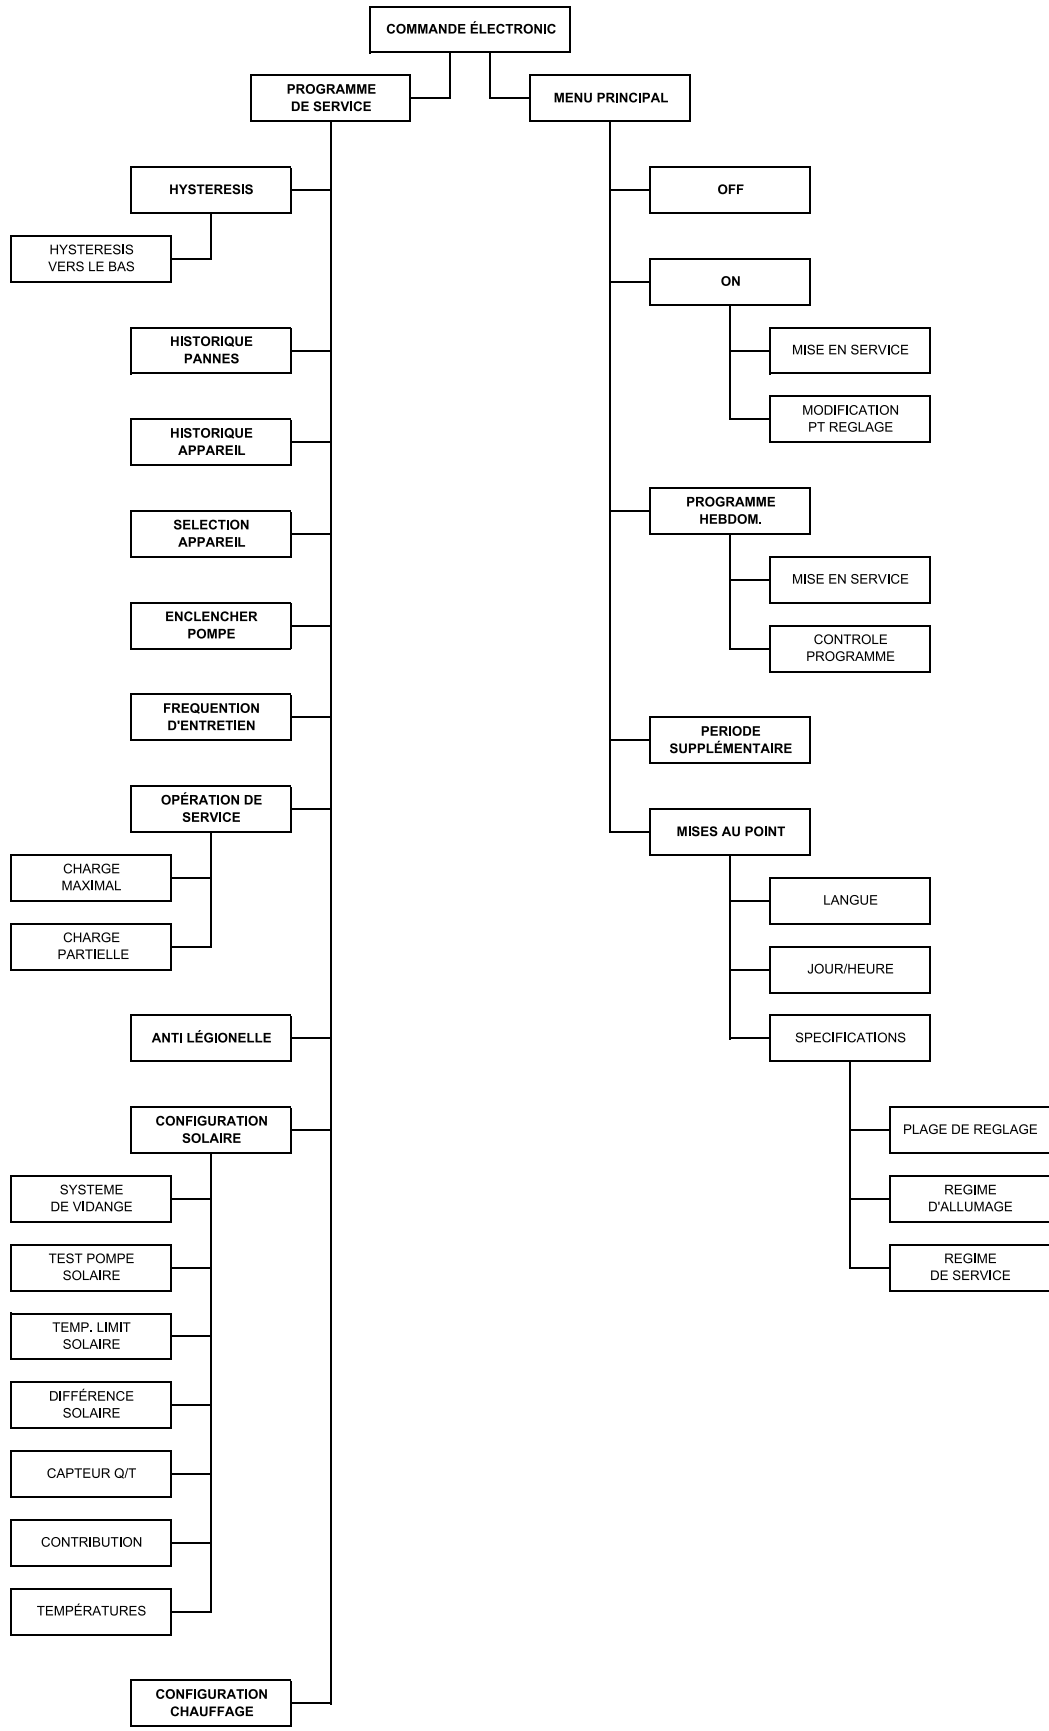 COMMANDE ÉLECTRONIC
PROGRAMME
DE SERVICE
HYSTERESIS
HYSTERESIS
VERS LE BAS
HISTORIQUE
PANNES
HISTORIQUE
APPAREIL
SELECTION
APPAREIL
ENCLENCHER
POMPE
FREQUENTION
D'ENTRETIEN
OPÉRATION DE
SERVICE
CHARGE
MAXIMAL
CHARGE
PARTIELLE
ANTI LÉGIONELLE
CONFIGURATION
SOLAIRE
SYSTEME
DE VIDANGE
TEST POMPE
SOLAIRE
TEMP. LIMIT
SOLAIRE
DIFFÉRENCE
SOLAIRE
CAPTEUR Q/T
CONTRIBUTION
TEMPÉRATURES
CONFIGURATION
CHAUFFAGE
MENU PRINCIPAL
OFF
ON
MISE EN SERVICE
MODIFICATION
PT REGLAGE
PROGRAMME
HEBDOM.
MISE EN SERVICE
CONTROLE
PROGRAMME
PERIODE
SUPPLÉMENTAIRE
MISES AU POINT
LANGUE
JOUR/HEURE
SPECIFICATIONS
PLAGE DE REGLAGE
REGIME
D'ALLUMAGE
REGIME
DE SERVICE